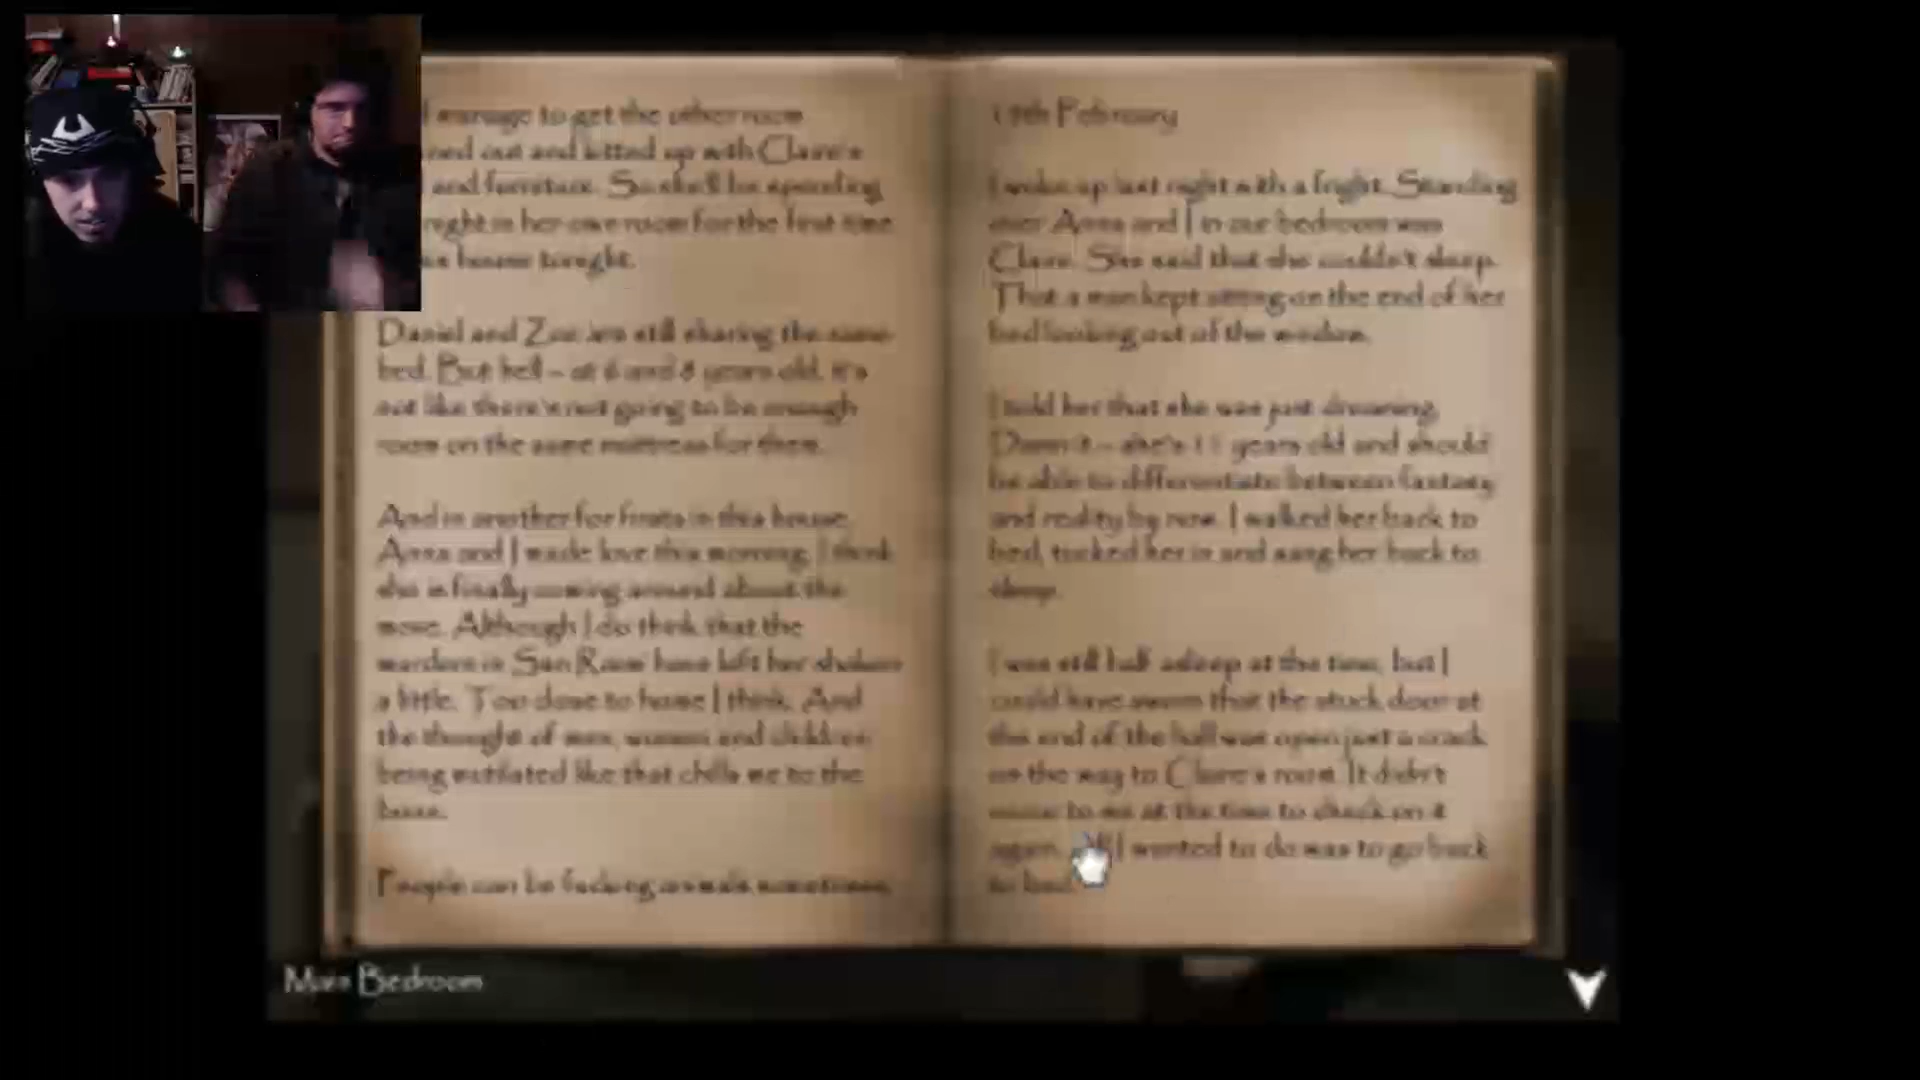 manage to get the other room
out and kitted up with Claire's
and furniture. So she'll be spending
night in her own room for the first time
house tonight.
Daniel and Zoe are still sharing the same
bed. But hell - at 6 and 8 years old, it's
not like there's not going to be enough
room on the same mattress for them.
And in another for firsts in this house,
Anna and I made love this morning. I think
she is finally coming around about the
move. Although I do think that the
murders in San Rose have left her shaken
a little. Too close to home I think. And
the thought of men, women and children
being mutilated like that chills me to the
bone.
People can be fucking animals sometimes.
February
I woke up last night with a fright. Standing
over Anna and I in our bedroom was
Claire. She said that she couldn't sleep.
That a man kept sitting on the end of her
bed looking out of the window.
I told her that she was just dreaming.
Damn it - she's 11 years old and should
be able to differentiate between fantasy
and reality by now. I walked her back to
bed, tucked her in and sang her back to
sleep.
I was still half asleep at the time, but I
could have sworn that the stuck door at
the end of the hall was open just a crack
on the way to Claire's room. It didn't
occur to me at the time to check on it
again. All I wanted to do was to go back
to bed.
Main Bedroom